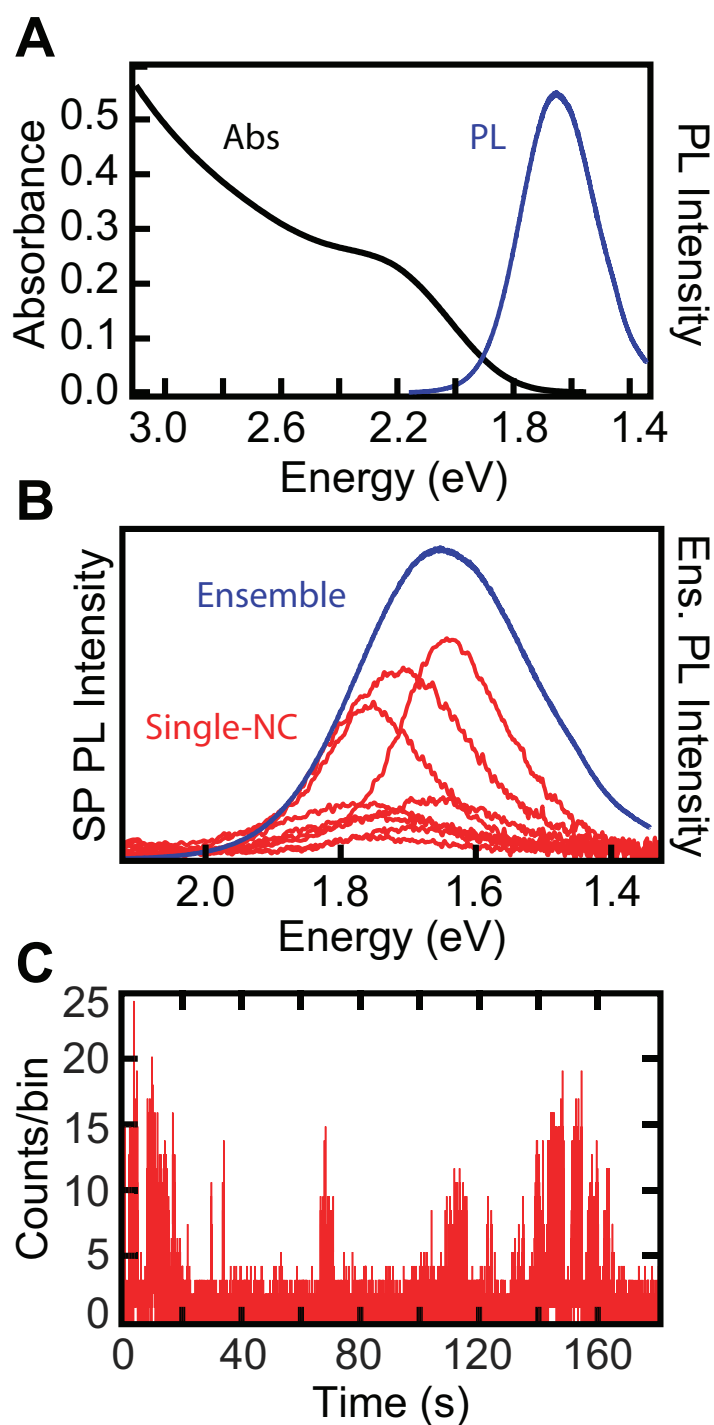 A
Absorbance
PL Intensity
Abs
PL
0.5
0.4
0.3
0.2
0.1
0.0
3.0 2.6 2.2 1.8 1.4
Energy (eV)
B
SP PL Intensity
Ens. PL Intensity
Ensemble
Single-NC
2.0 1.8 1.6 1.4
Energy (eV)
C
Counts/bin
25
20
15
10
5
0
0 40 80 120 160
Time (s)